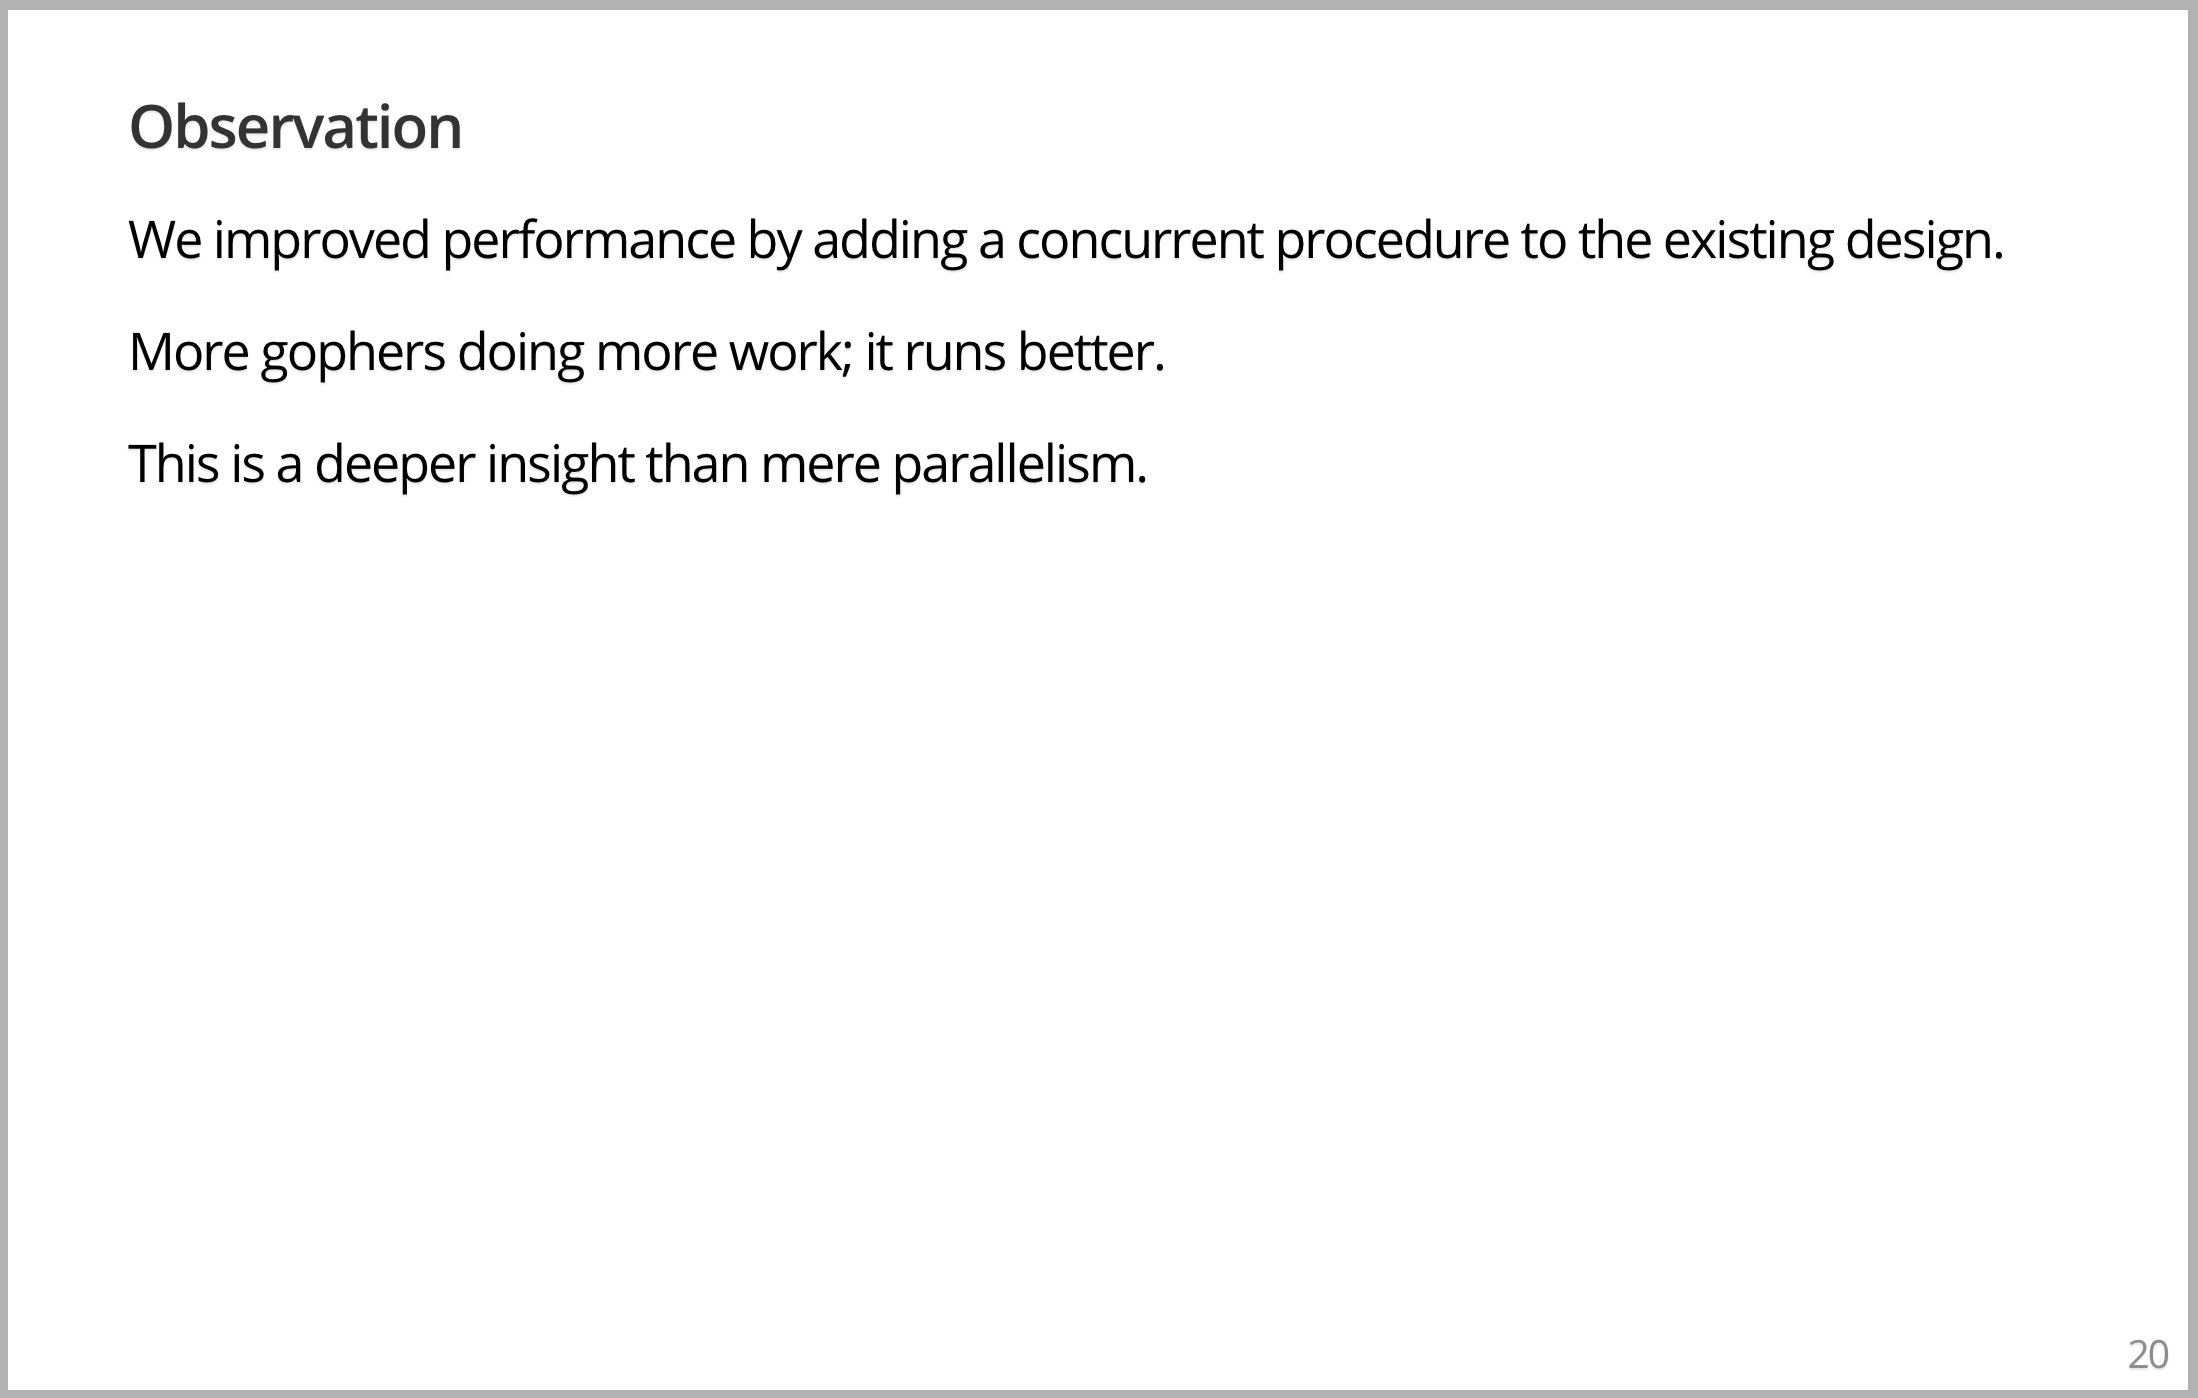 Observation
We improved performance by adding a concurrent procedure to the existing design.
More gophers doing more work; it runs better.
This is a deeper insight than mere parallelism.
20